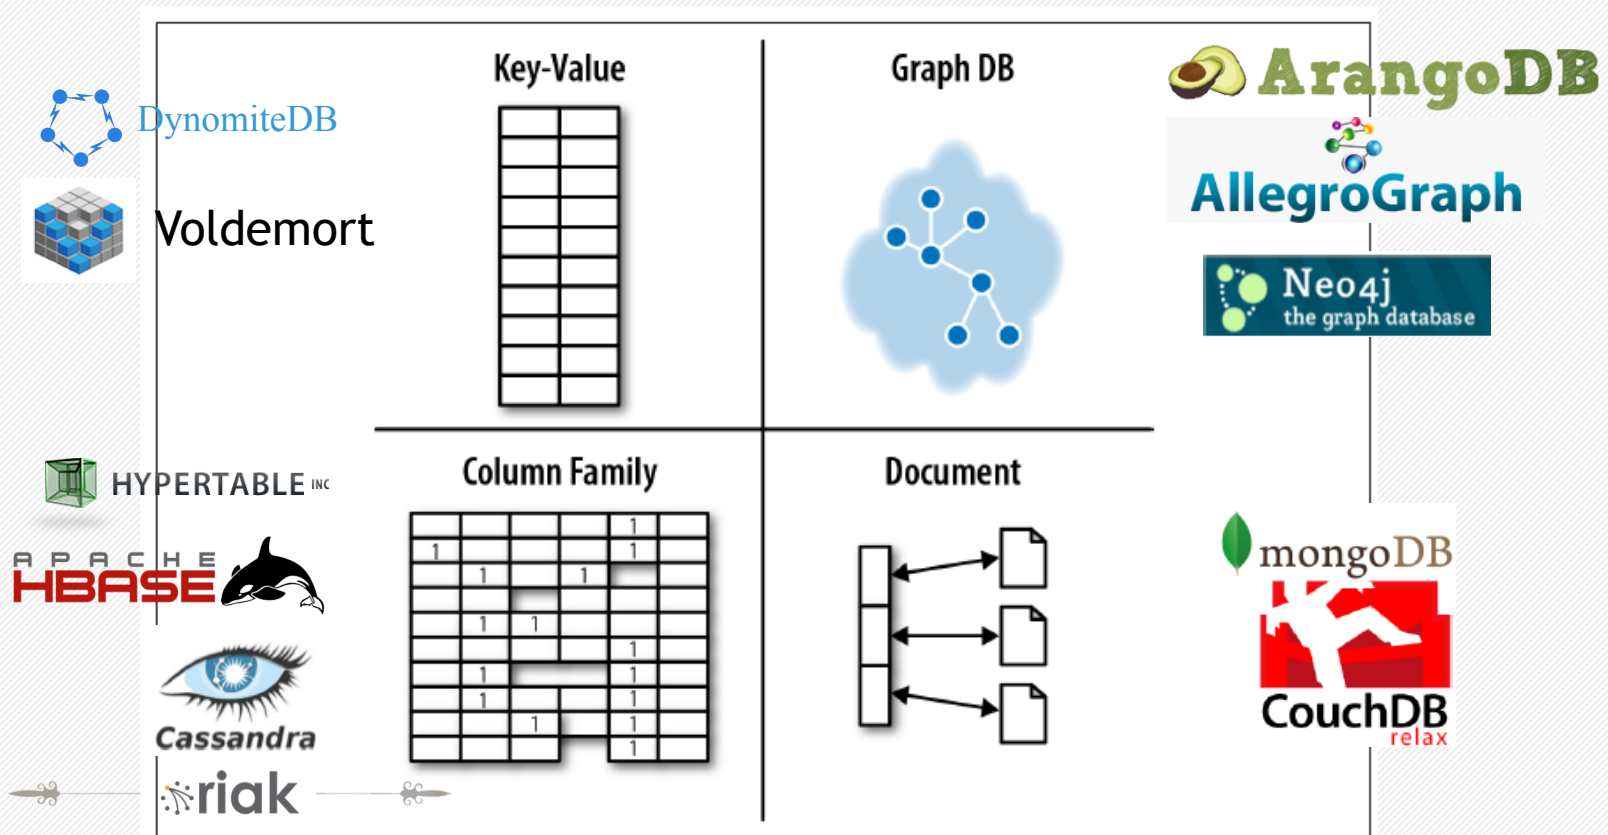 Key-Value
Graph DB
ArangoDB
DynomiteDB
AllegroGraph
Voldemort
Neo4j
the graph database
Column Family
Document
HYPERTABLE INC
1
1 1
1 1
1 1
1
1 1
1 1
1 1
1
APACHE
HBASE
mongoDB
Cassandra
CouchDB
relax
riak